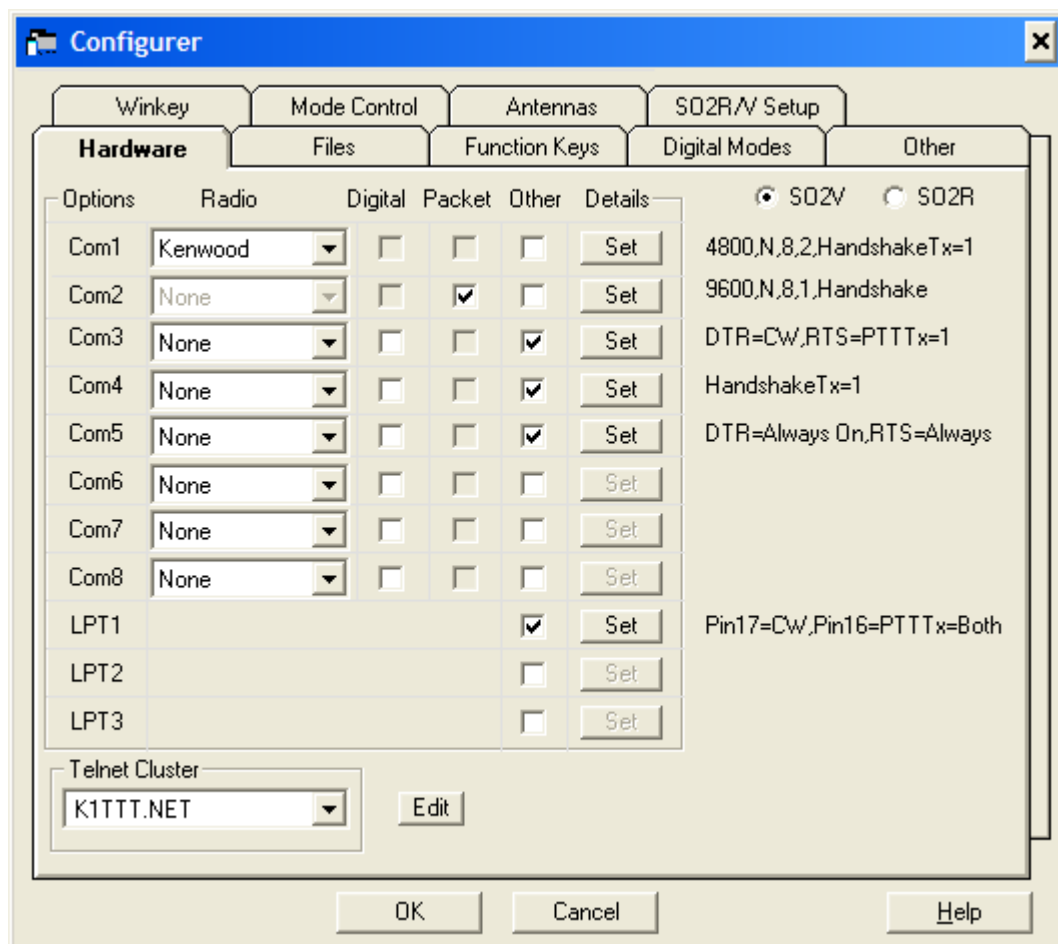 Configurer
Winkey Mode Control Antennas SO2R/V Setup
Hardware Files Function Keys Digital Modes Other
Options Radio Digital Packet Other Details SO2V SO2R
Com1 Kenwood Set 4800,N,8,2,HandshakeTx=1
Com2 None Set 9600,N,8,1,Handshake
Com3 None Set DTR=CW,RTS=PTTTx=1
Com4 None Set HandshakeTx=1
Com5 None Set DTR=Always On,RTS=Always
Com6 None Set
Com7 None Set
Com8 None Set
LPT1 Set Pin17=CW,Pin16=PTTTx=Both
LPT2 Set
LPT3 Set
Telnet Cluster
K1TTT.NET Edit
OK Cancel Help